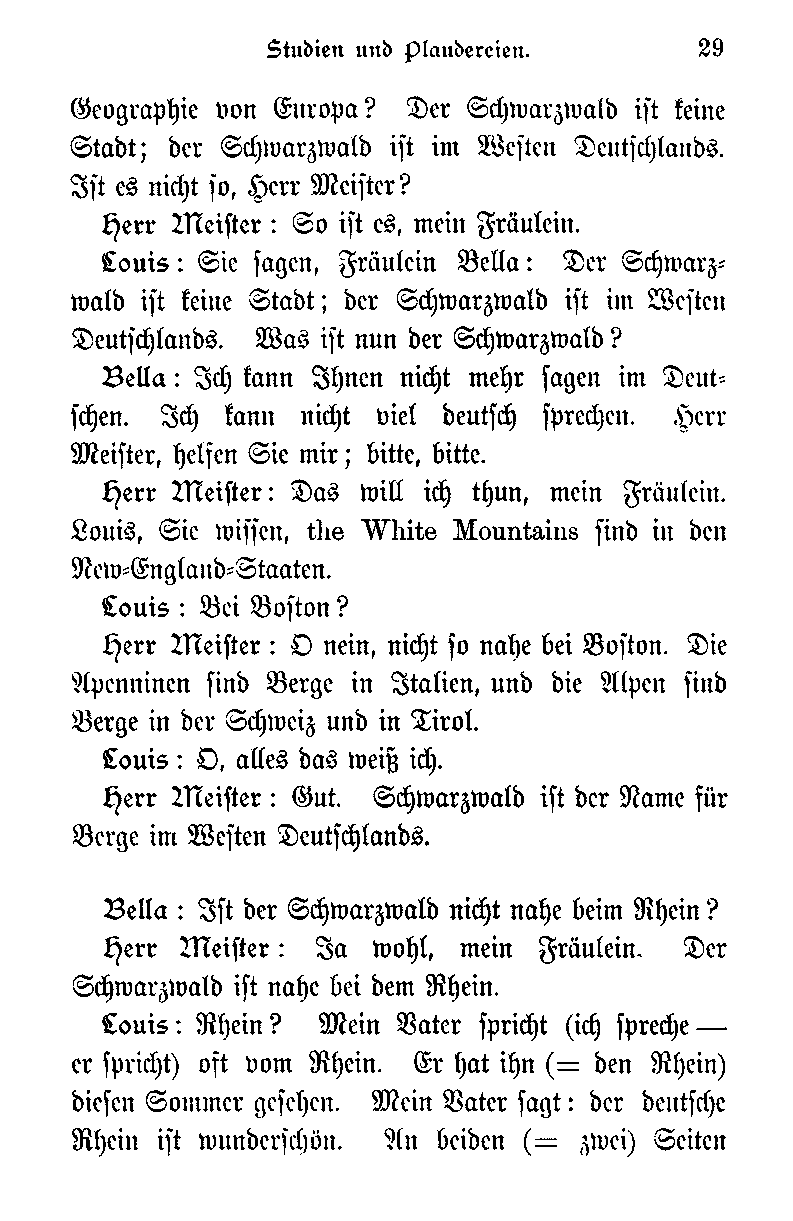 Studien und Plaudereien. 29
Geographie von Europa? Der Schwarzwald ist keine
Stadt; der Schwarzwald ist im Westen Deutschlands.
Ist es nicht so, Herr Meister?
Herr Meister: So ist es, mein Fräulein.
Louis: Sie sagen, Fräulein Bella: Der Schwarz-
wald ist keine Stadt; der Schwarzwald ist im Westen
Deutschlands. Was ist nun der Schwarzwald?
Bella: Ich kann Ihnen nicht mehr sagen im Deut-
schen. Ich kann nicht viel deutsch sprechen. Herr
Meister, helfen Sie mir; bitte, bitte.
Herr Meister: Das will ich thun, mein Fräulein.
Louis, Sie wissen, the White Mountains sind in den
New-England-Staaten.
Louis: Bei Boston?
Herr Meister: O nein, nicht so nahe bei Boston. Die
Apenninen sind Berge in Italien, und die Alpen sind
Berge in der Schweiz und in Tirol.
Louis: O, alles das weiß ich.
Herr Meister: Gut. Schwarzwald ist der Name für
Berge im Westen Deutschlands.
Bella: Ist der Schwarzwald nicht nahe beim Rhein?
Herr Meister: Ja wohl, mein Fräulein. Der
Schwarzwald ist nahe bei dem Rhein.
Louis: Rhein? Mein Vater spricht (ich spreche —
er spricht) oft vom Rhein. Er hat ihn (= den Rhein)
diesen Sommer gesehen. Mein Vater sagt: der deutsche
Rhein ist wunderschön. An beiden (= zwei) Seiten